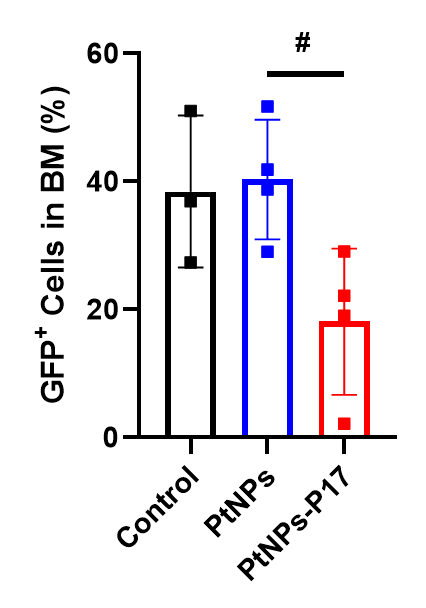 #
60
40
20
0
GFP⁺ Cells in BM (%)
Control
PtNPs
PtNPs-P17